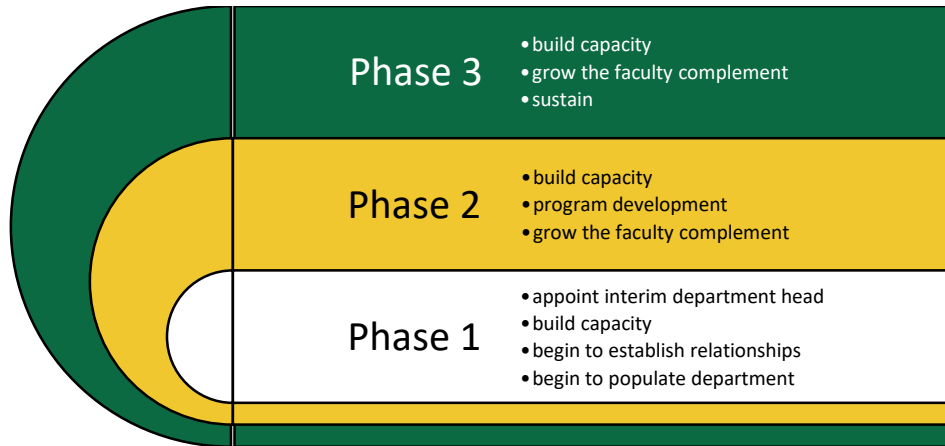 Phase 3
•build capacity
•grow the faculty complement
•sustain
Phase 2
•build capacity
•program development
•grow the faculty complement
Phase 1
•appoint interim department head
•build capacity
•begin to establish relationships
•begin to populate department